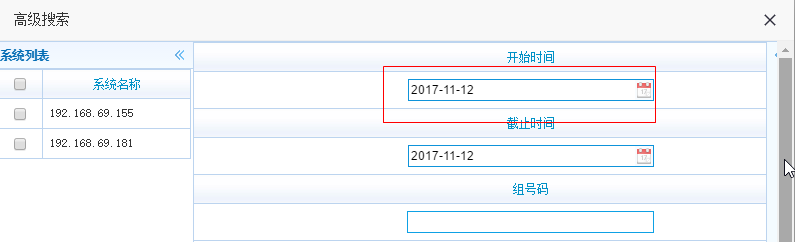 高级搜索
系统列表
系统名称
192.168.69.155
192.168.69.181
开始时间
2017-11-12
截止时间
2017-11-12
组号码